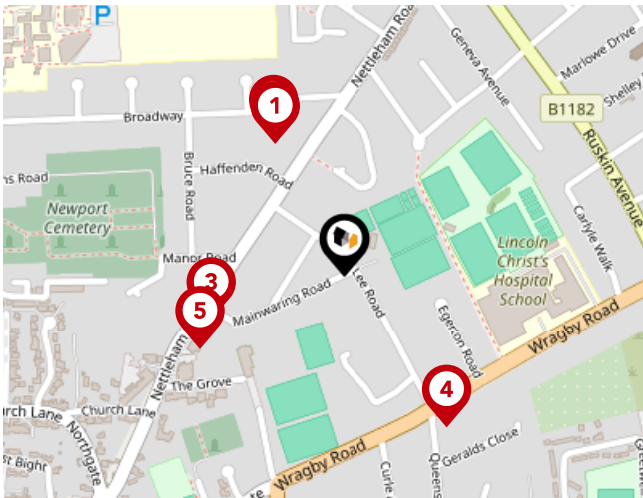 P
Nettleham Roa
Geneva Avenue
Marlowe Drive
Shelley
B1182
1
Broadway
Ruskin Avenue
Haffenden Road
Bruce Road
ns Road
Newport
Cemetery
Carlyle Walk
Manor Road
Lincoln
Christ's
Hospital
School
3
Mainwaring Road
Lee Road
5
Egerton Road
Wragby Road
Nettleham
The Grove
4
urch Lane
Church Lane
Northgate
st Bight
Wragby Road
Curle
Queens
Geralds Close